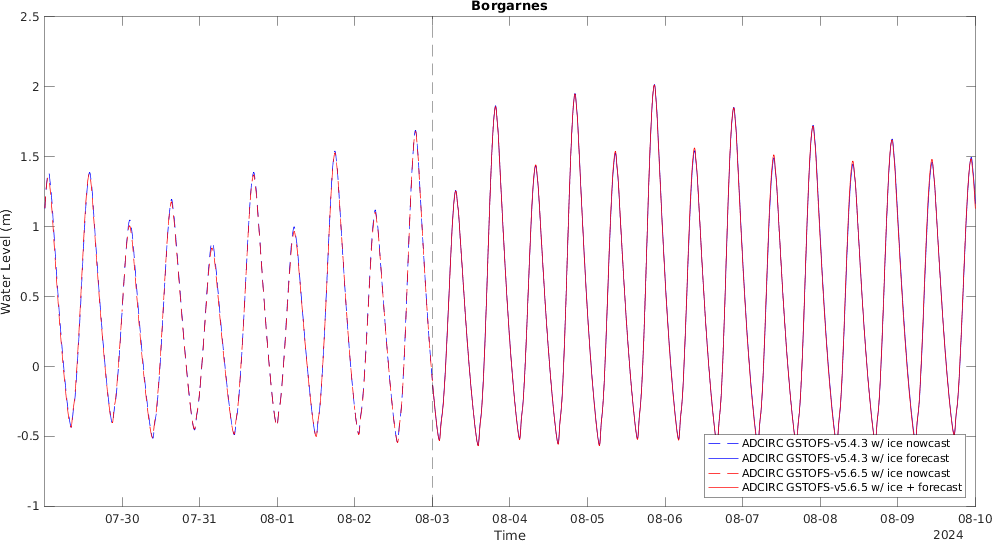 Borgarnes
2.5
2
1.5
1
0.5
0
-0.5
-1
Water Level (m)
07-30 07-31 08-01 08-02 08-03 08-04 08-05 08-06 08-07 08-08 08-09 08-10
Time
2024
ADCIRC GSTOFS-v5.4.3 w/ ice nowcast
ADCIRC GSTOFS-v5.4.3 w/ ice forecast
ADCIRC GSTOFS-v5.6.5 w/ ice nowcast
ADCIRC GSTOFS-v5.6.5 w/ ice + forecast